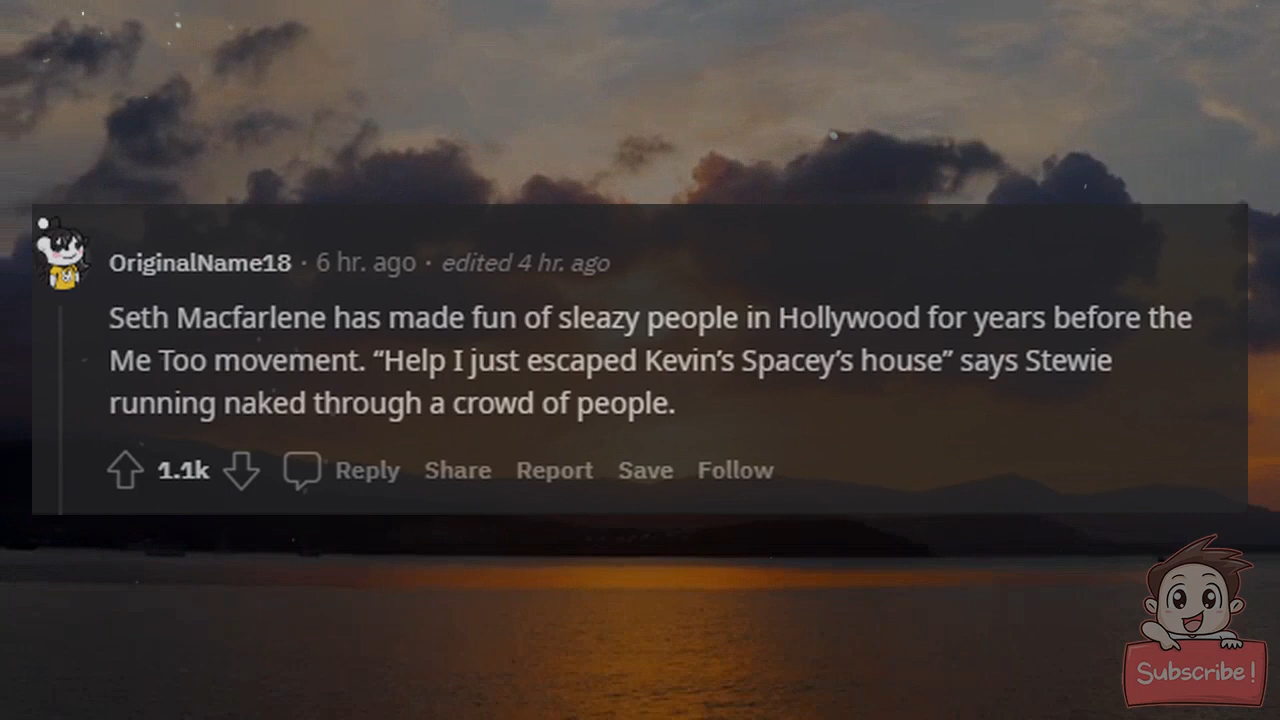 OriginalName18 · 6 hr. ago · edited 4 hr. ago
Seth Macfarlene has made fun of sleazy people in Hollywood for years before the
Me Too movement. “Help I just escaped Kevin’s Spacey’s house” says Stewie
running naked through a crowd of people.
1.1k Reply Share Report Save Follow
Subscribe!